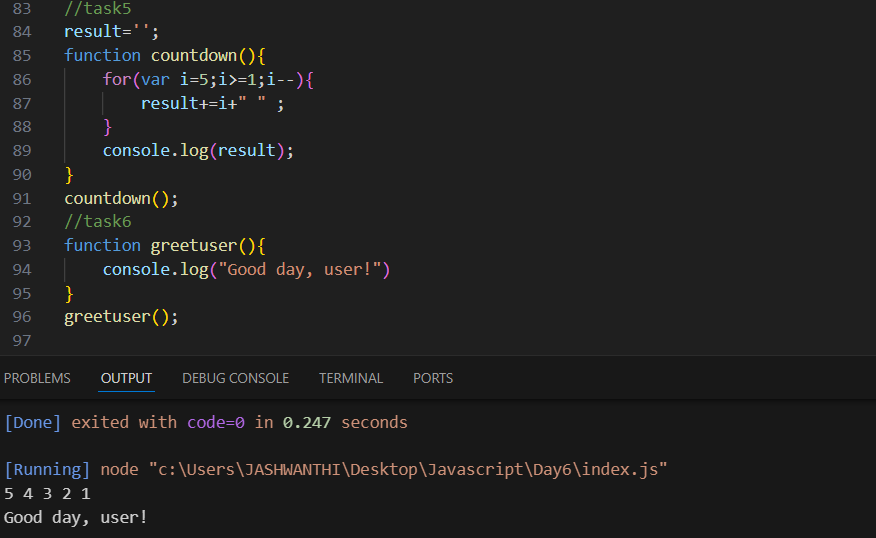 83 //task5
84 result='';
85 function countdown(){
86 for(var i=5;i>=1;i--){
87 result+=i+" " ;
88 }
89 console.log(result);
90 }
91 countdown();
92 //task6
93 function greetuser(){
94 console.log("Good day, user!")
95 }
96 greetuser();
97
PROBLEMS OUTPUT DEBUG CONSOLE TERMINAL PORTS
[Done] exited with code=0 in 0.247 seconds
[Running] node "c:\Users\JASHWANTHI\Desktop\Javascript\Day6\index.js"
5 4 3 2 1
Good day, user!